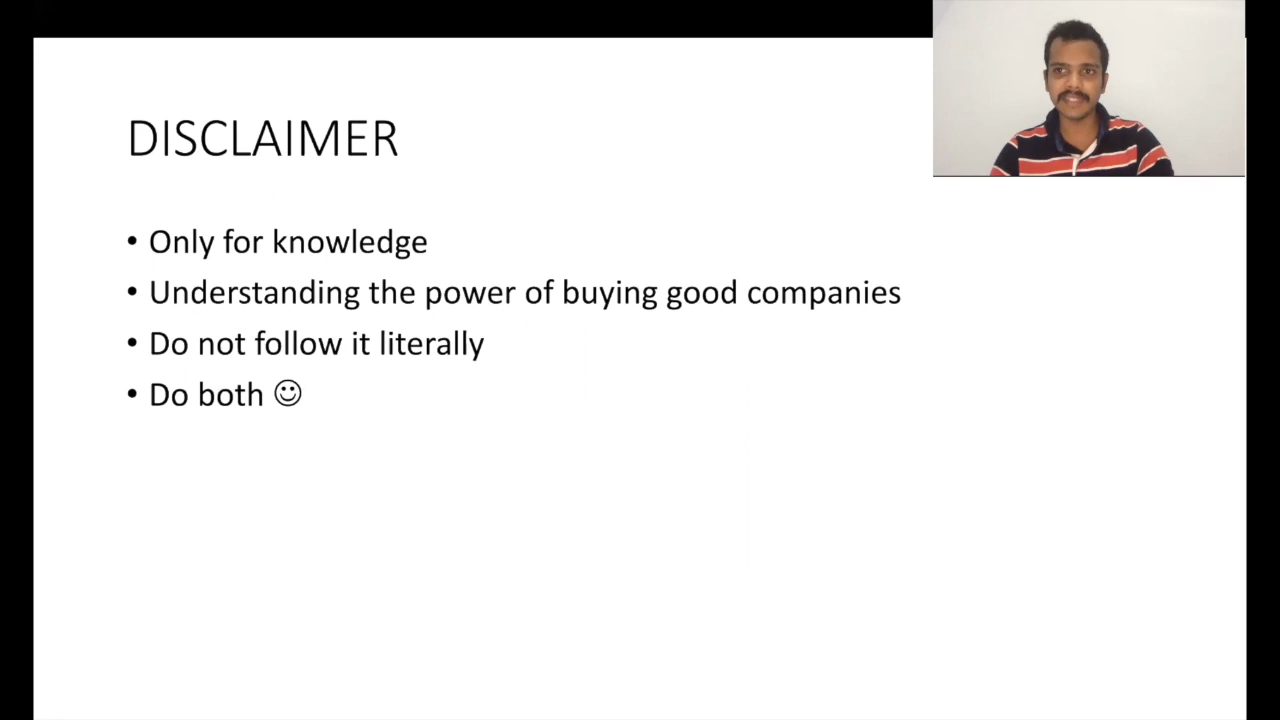 DISCLAIMER
• Only for knowledge
• Understanding the power of buying good companies
• Do not follow it literally
• Do both ☺